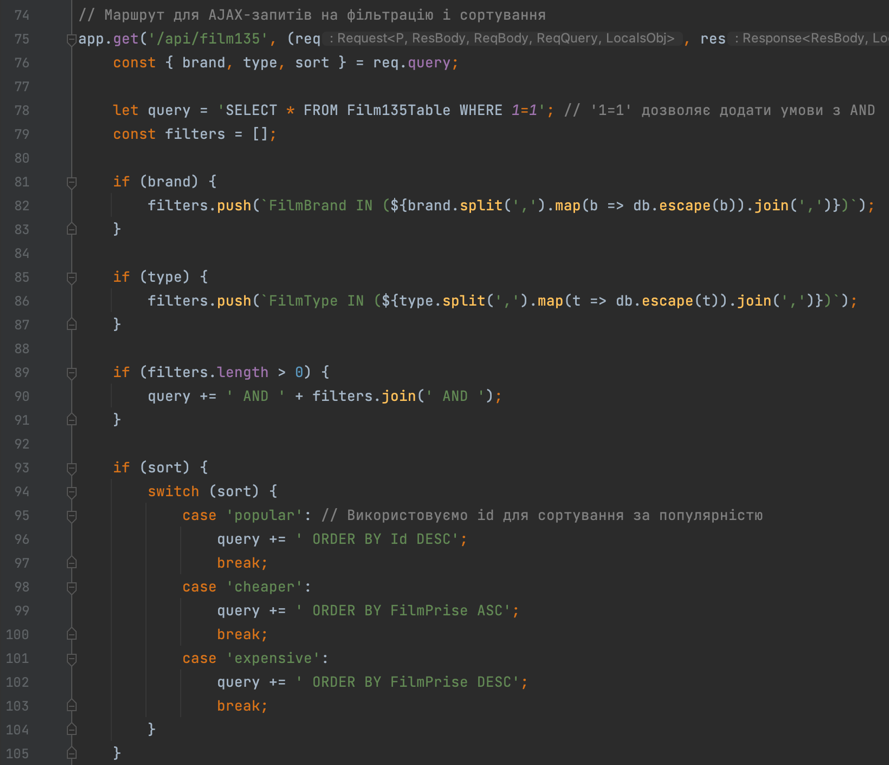 74 // Маршрут для AJAX-запитів на фільтрацію і сортування
75 app.get('/api/film135', (req : Request<P, ResBody, ReqBody, ReqQuery, LocalsObj> , res : Response<ResBody, Lo
76     const { brand, type, sort } = req.query;
77
78     let query = 'SELECT * FROM Film135Table WHERE 1=1'; // '1=1' дозволяє додати умови з AND
79     const filters = [];
80
81     if (brand) {
82         filters.push(`FilmBrand IN (${brand.split(',').map(b => db.escape(b)).join(',')})`);
83     }
84
85     if (type) {
86         filters.push(`FilmType IN (${type.split(',').map(t => db.escape(t)).join(',')})`);
87     }
88
89     if (filters.length > 0) {
90         query += ' AND ' + filters.join(' AND ');
91     }
92
93     if (sort) {
94         switch (sort) {
95             case 'popular': // Використовуємо id для сортування за популярністю
96                 query += ' ORDER BY Id DESC';
97                 break;
98             case 'cheaper':
99                 query += ' ORDER BY FilmPrise ASC';
100                 break;
101             case 'expensive':
102                 query += ' ORDER BY FilmPrise DESC';
103                 break;
104         }
105     }